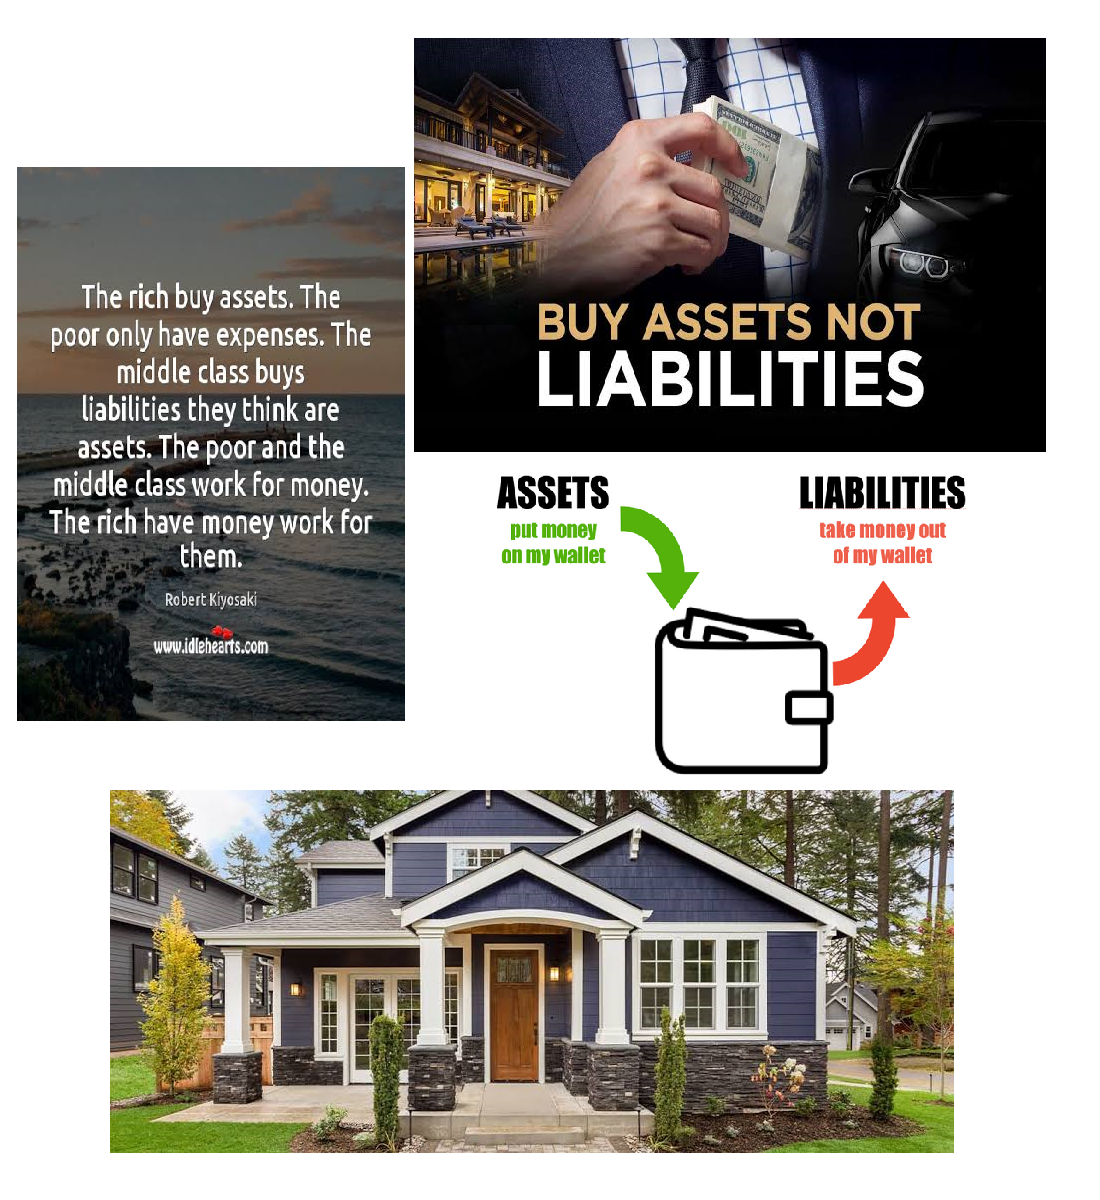 BUY ASSETS NOT
LIABILITIES
The rich buy assets. The
poor only have expenses. The
middle class buys
liabilities they think are
assets. The poor and the
middle class work for money.
The rich have money work for
them.
Robert Kiyosaki
www.idlehearts.com
ASSETS
put money
on my wallet
LIABILITIES
take money out
of my wallet